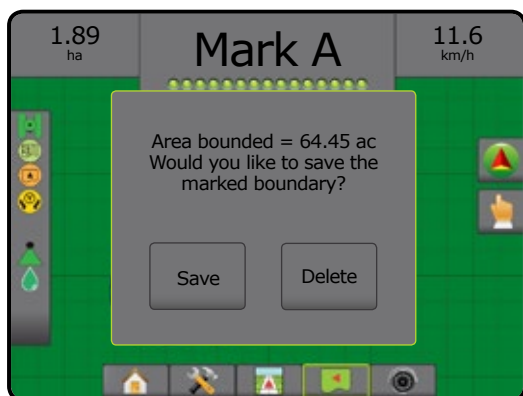 1.89
ha
Mark A
11.6
km/h
Area bounded = 64.45 ac
Would you like to save the
marked boundary?
Save
Delete